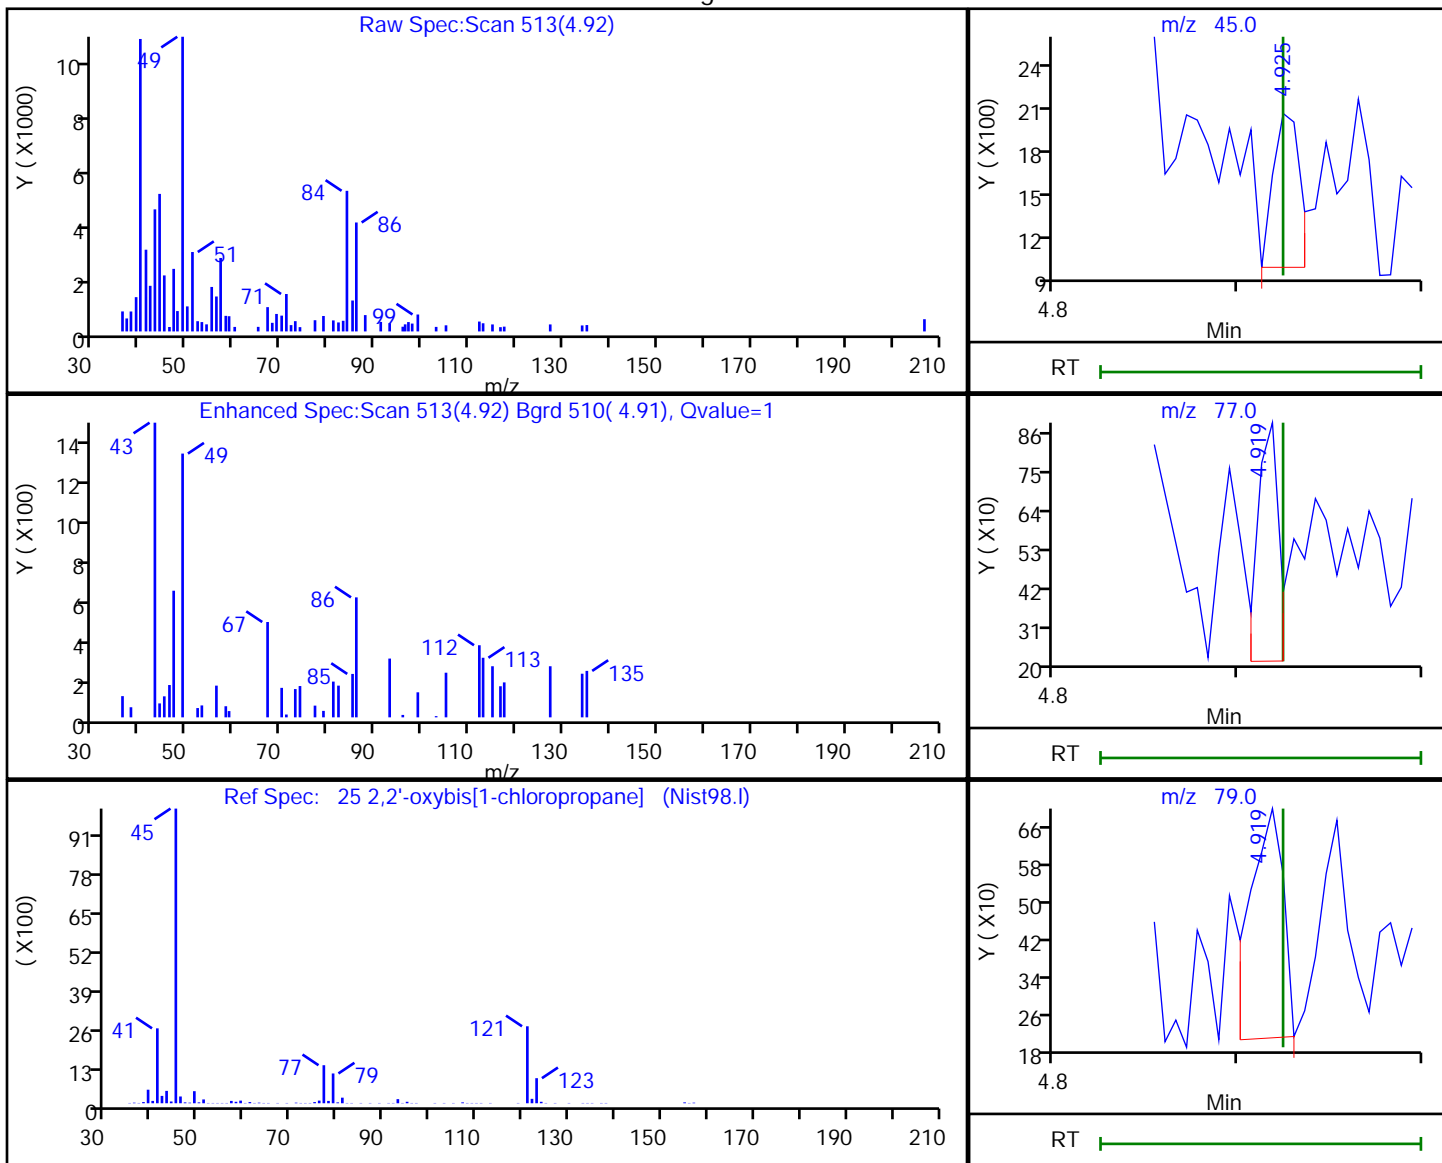 Raw Spec:Scan 513(4.92)
Y ( X1000)
10
8
6
4
2
0
49
84
86
51
71
99
30 50 70 90 110 130 150 170 190 210
m/z
m/z 45.0
Y ( X100)
24
21
18
15
12
9
4.925
4.8
Min
RT
Enhanced Spec:Scan 513(4.92) Bgrd 510( 4.91), Qvalue=1
Y ( X100)
14
12
10
8
6
4
2
0
43
49
67
86
85
112
113
135
30 50 70 90 110 130 150 170 190 210
m/z
m/z 77.0
Y ( X10)
86
75
64
53
42
31
20
4.919
4.8
Min
RT
Ref Spec: 25 2,2'-oxybis[1-chloropropane] (Nist98.l)
( X100)
91
78
65
52
39
26
13
0
45
41
77
79
121
123
30 50 70 90 110 130 150 170 190 210
m/z 79.0
Y ( X10)
66
58
50
42
34
26
18
4.919
4.8
Min
RT